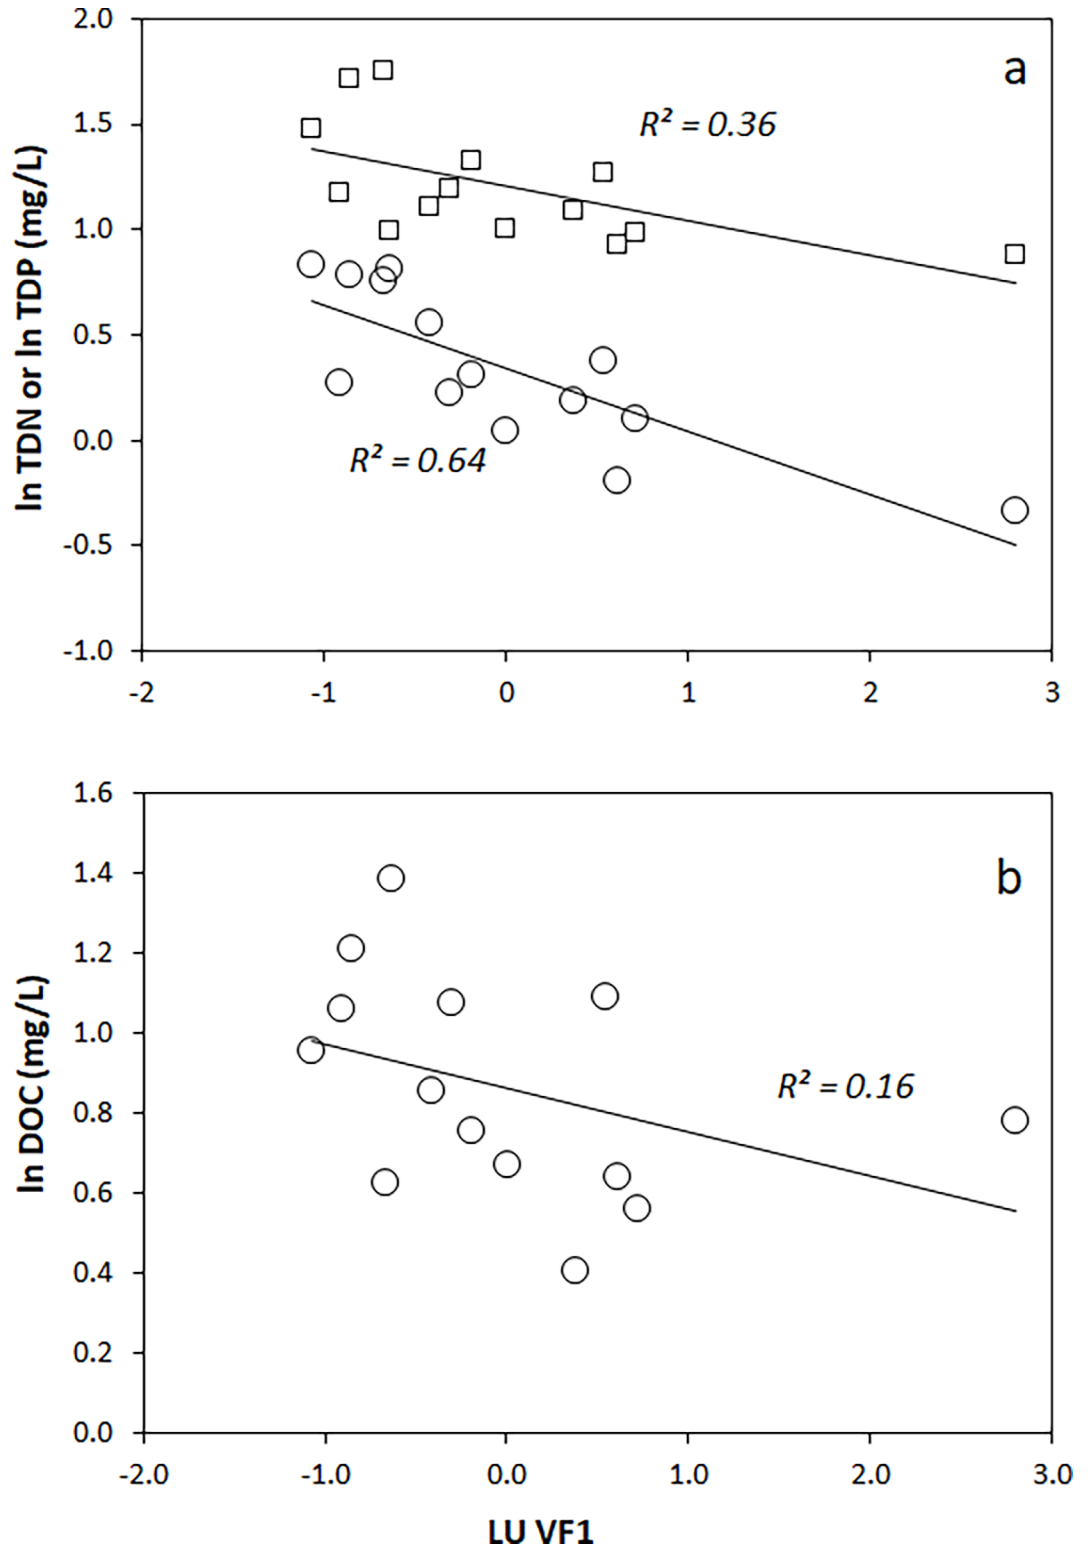 2.0
a
R² = 0.36
1.5
1.0
0.5
0.0
R² = 0.64
-0.5
-1.0
ln TDN or ln TDP (mg/L)
-2 -1 0 1 2 3
1.6
b
1.4
1.2
1.0
R² = 0.16
0.8
0.6
0.4
0.2
0.0
ln DOC (mg/L)
-2.0 -1.0 0.0 1.0 2.0 3.0
LU VF1